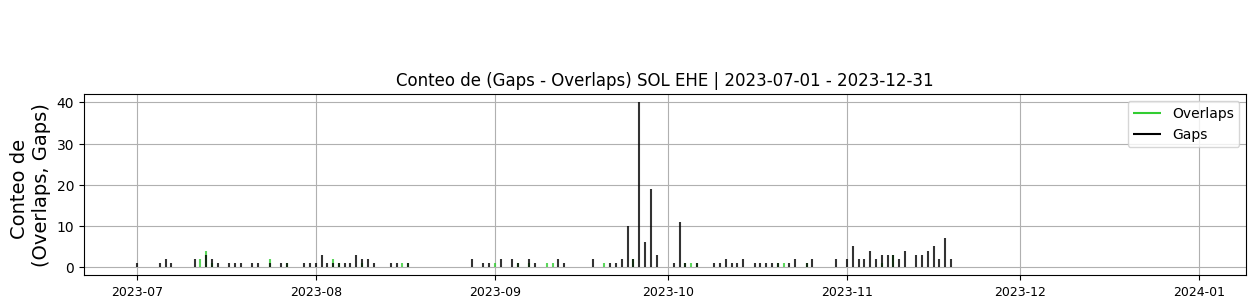 Conteo de (Gaps - Overlaps) SOL EHE | 2023-07-01 - 2023-12-31
Conteo de
(Overlaps, Gaps)
40
30
20
10
0
Overlaps
Gaps
2023-07
2023-08
2023-09
2023-10
2023-11
2023-12
2024-01